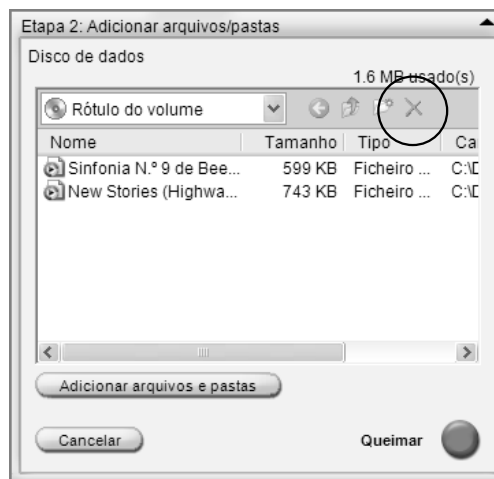 Etapa 2: Adicionar arquivos/pastas
Disco de dados
1.6 MB usado(s)
Rótulo do volume
Nome Tamanho Tipo Ca
Sinfonia N.º 9 de Bee... 599 KB Ficheiro ... C:\D
New Stories (Highwa... 743 KB Ficheiro ... C:\D
Adicionar arquivos e pastas
Cancelar Queimar